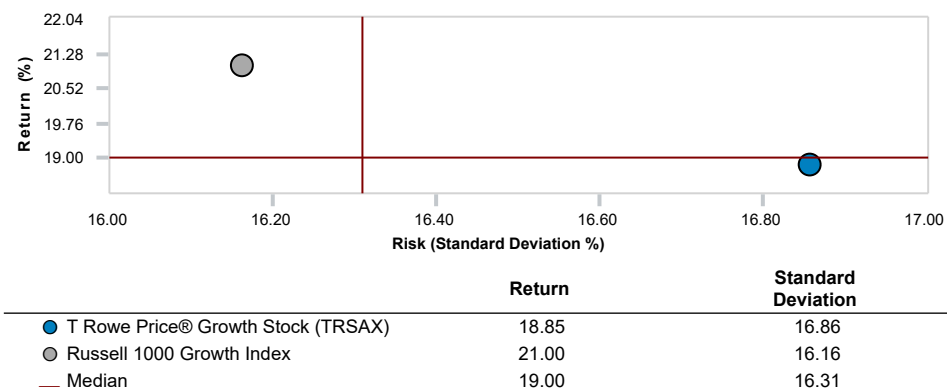 22.04
21.28
20.52
19.76
19.00
Return (%)
16.00 16.20 16.40 16.60 16.80 17.00
Risk (Standard Deviation %)
Return Standard Deviation
T Rowe Price® Growth Stock (TRSAX) 18.85 16.86
Russell 1000 Growth Index 21.00 16.16
Median 19.00 16.31